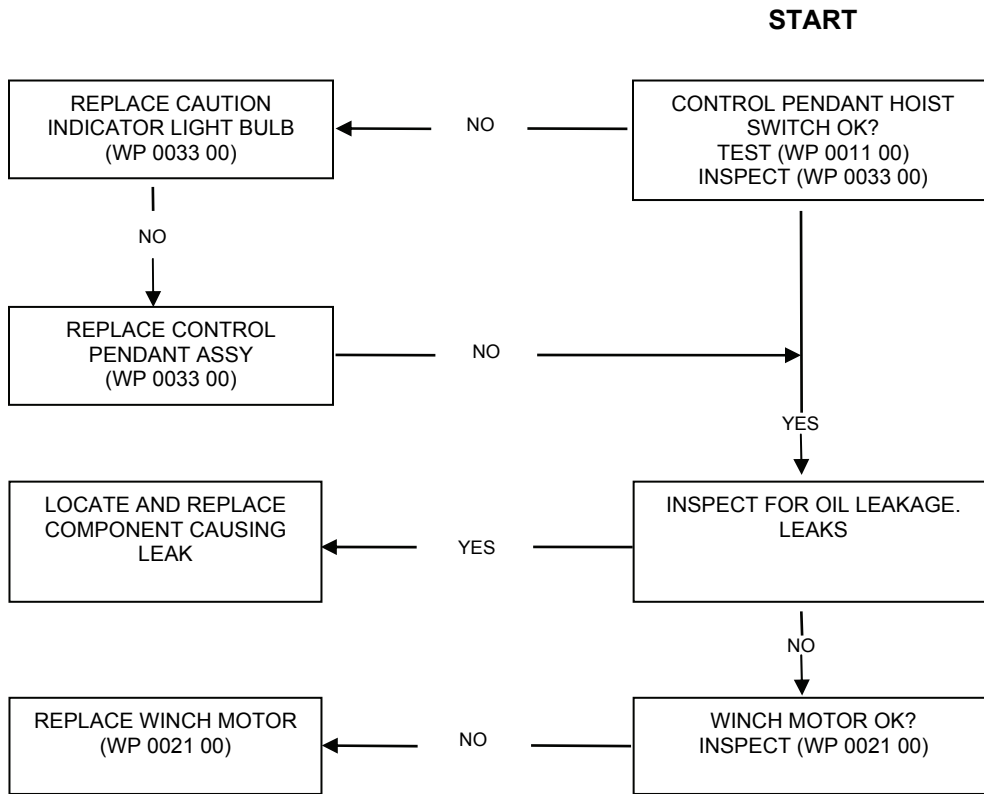 START
REPLACE CAUTION
INDICATOR LIGHT BULB
(WP 0033 00)
NO
CONTROL PENDANT HOIST
SWITCH OK?
TEST (WP 0011 00)
INSPECT (WP 0033 00)
NO
REPLACE CONTROL
PENDANT ASSY
(WP 0033 00)
NO
YES
LOCATE AND REPLACE
COMPONENT CAUSING
LEAK
YES
INSPECT FOR OIL LEAKAGE.
LEAKS
NO
REPLACE WINCH MOTOR
(WP 0021 00)
NO
WINCH MOTOR OK?
INSPECT (WP 0021 00)